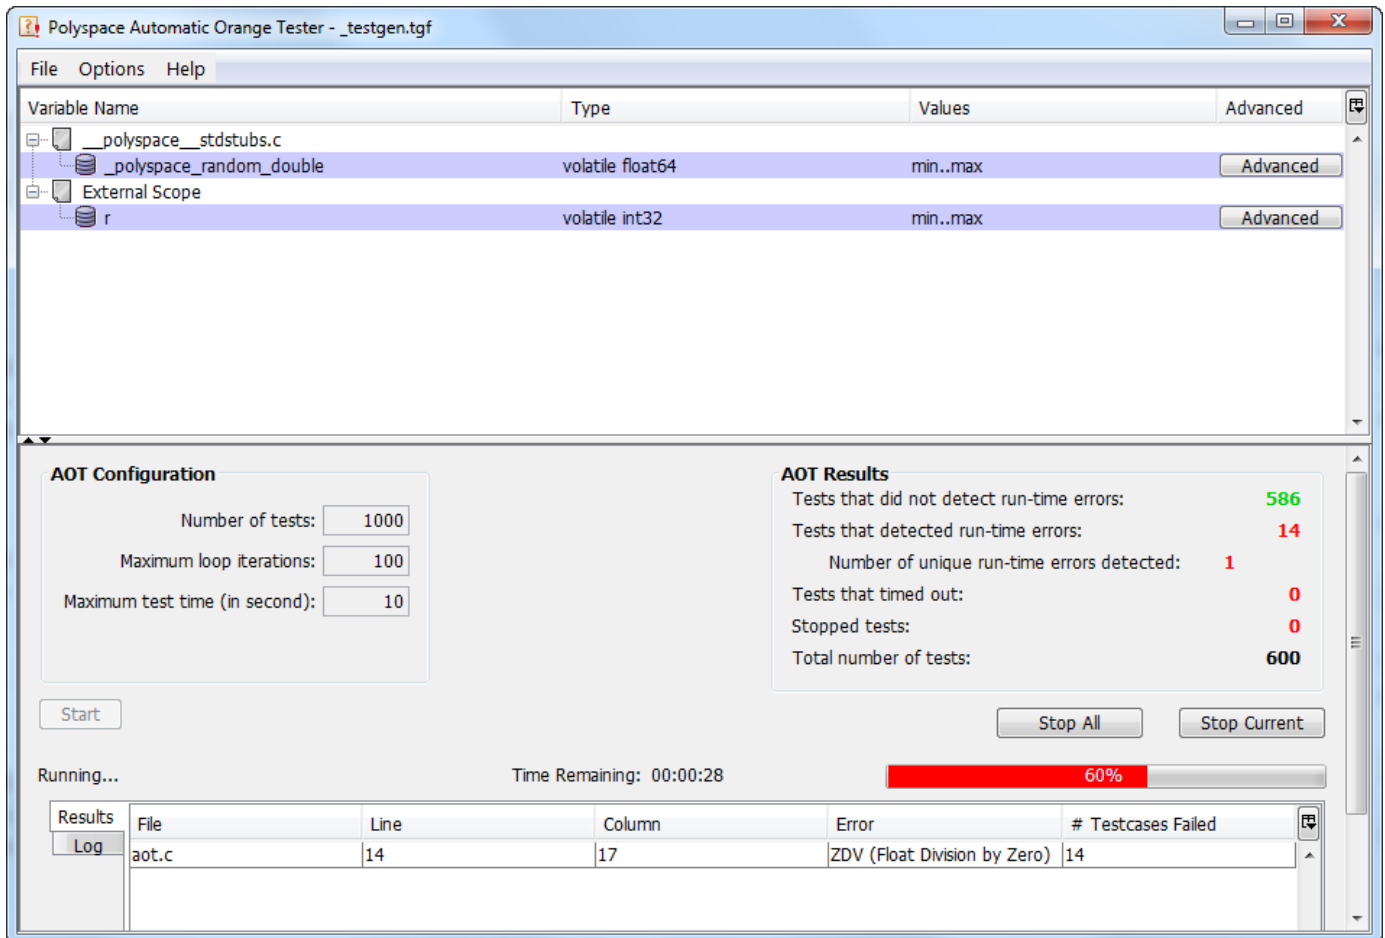 Polyspace Automatic Orange Tester - _testgen.tgf
File Options Help
Variable Name Type Values Advanced
__polyspace__stdstubs.c
_polyspace_random_double volatile float64 min..max Advanced
External Scope
r volatile int32 min..max Advanced
AOT Configuration
Number of tests: 1000
Maximum loop iterations: 100
Maximum test time (in second): 10
AOT Results
Tests that did not detect run-time errors: 586
Tests that detected run-time errors: 14
Number of unique run-time errors detected: 1
Tests that timed out: 0
Stopped tests: 0
Total number of tests: 600
Start
Stop All Stop Current
Running... Time Remaining: 00:00:28 60%
Results
Log
File Line Column Error # Testcases Failed
aot.c 14 17 ZDV (Float Division by Zero) 14